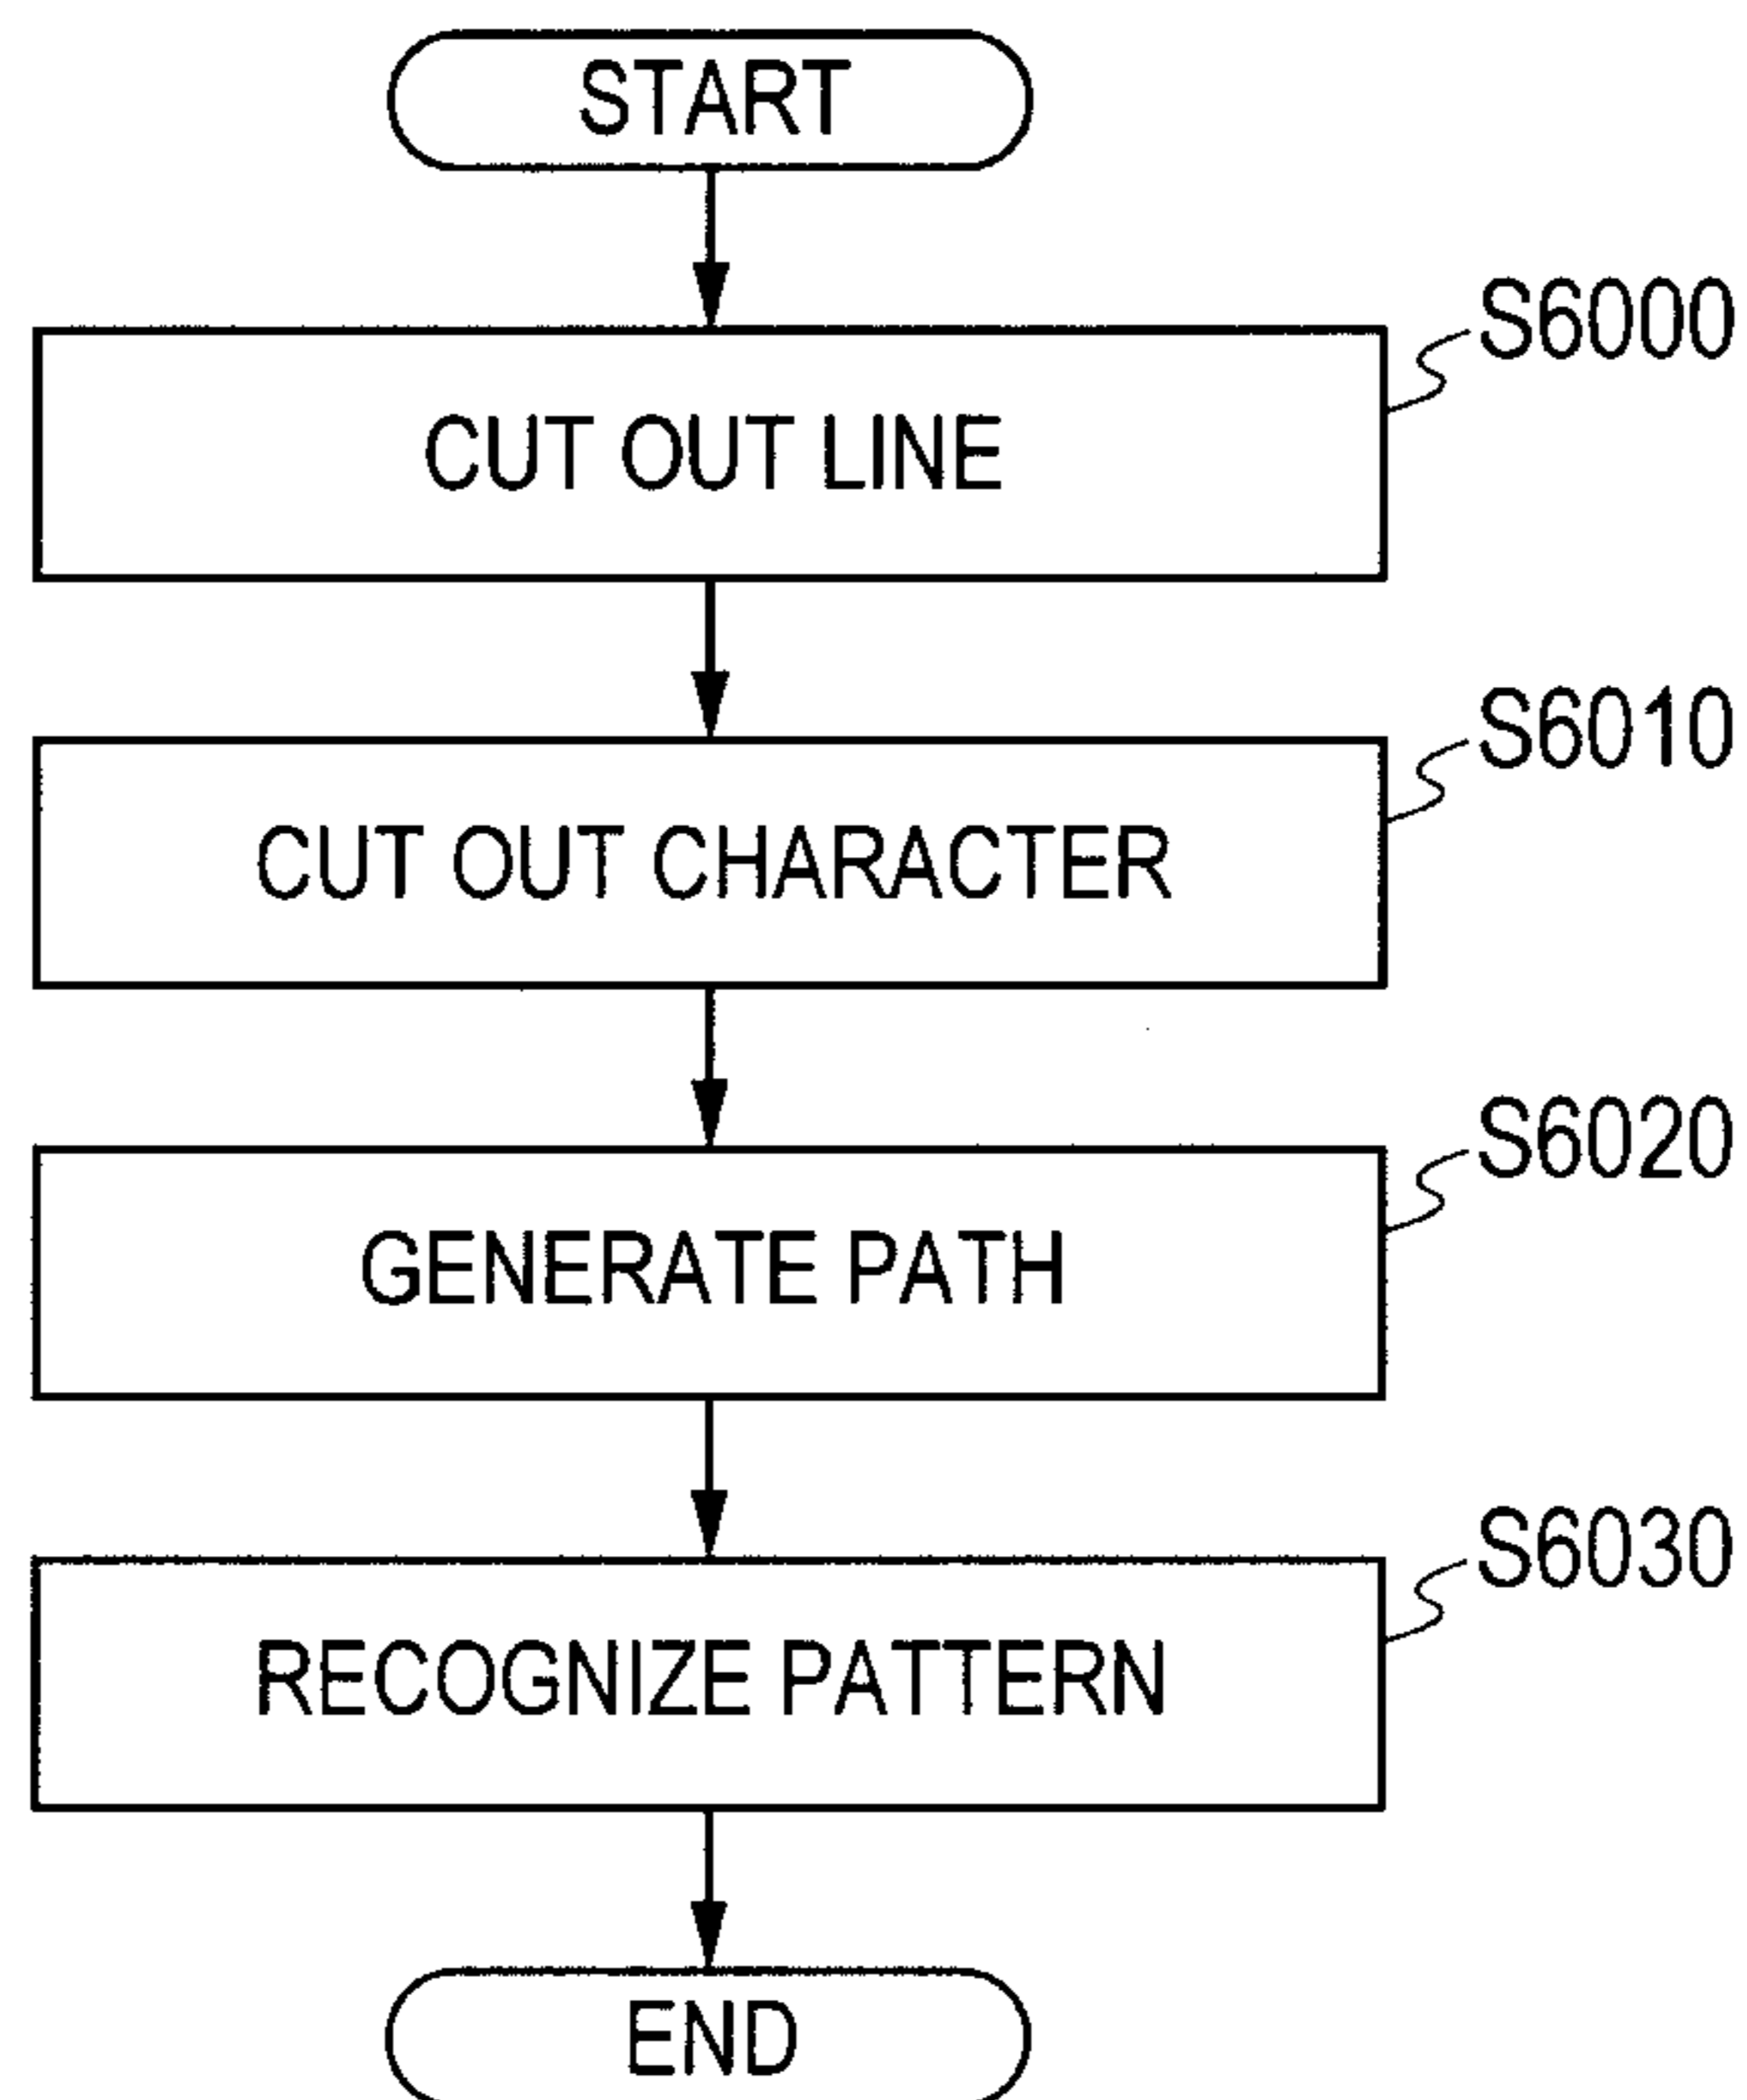 START
S6000
CUT OUT LINE
S6010
CUT OUT CHARACTER
S6020
GENERATE PATH
S6030
RECOGNIZE PATTERN
END